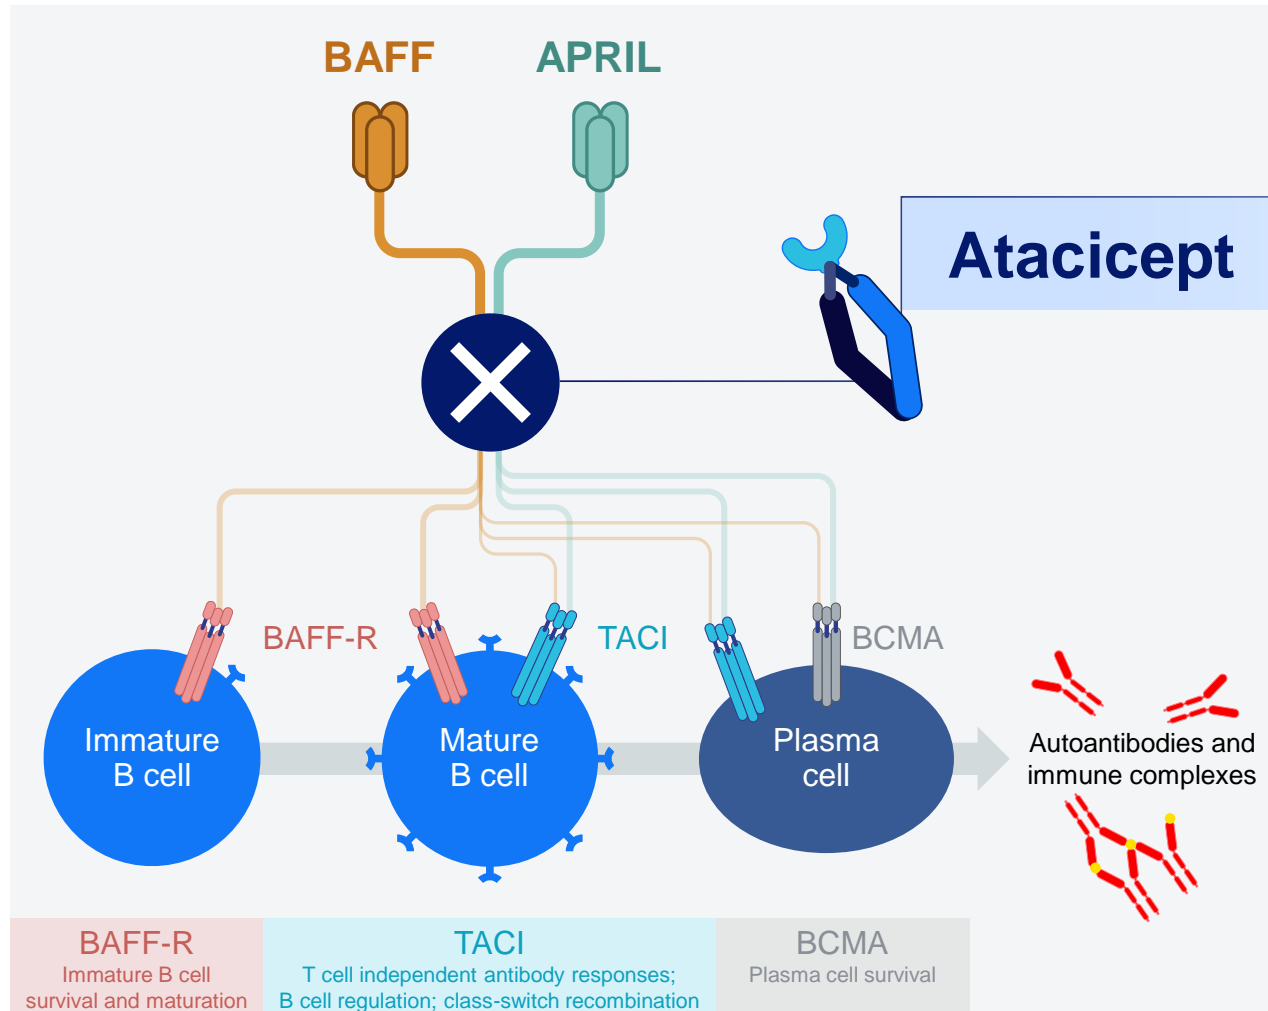 BAFF
APRIL
Atacicept
BAFF-R
TACI
BCMA
Immature
B cell
Mature
B cell
Plasma
cell
Autoantibodies and
immune complexes
BAFF-R
Immature B cell
survival and maturation
TACI
T cell independent antibody responses;
B cell regulation; class-switch recombination
BCMA
Plasma cell survival